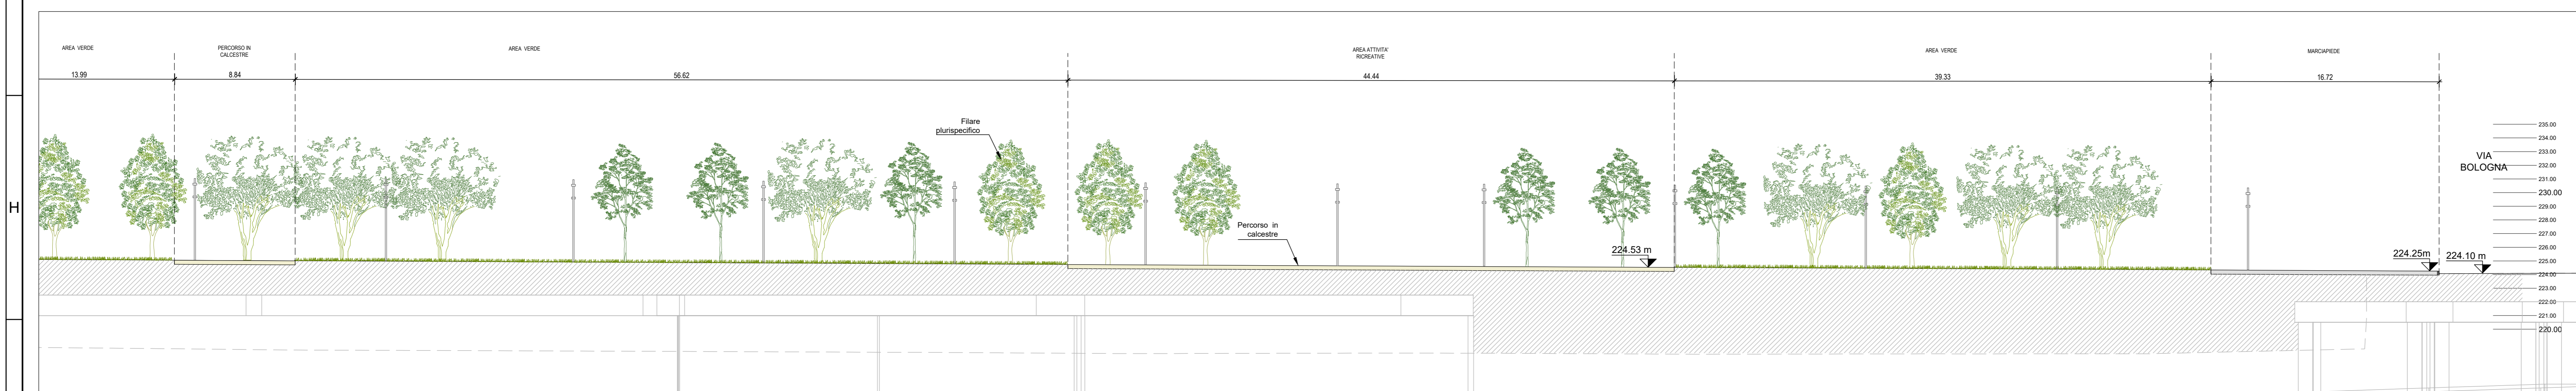 AREA VERDE
PERCORSO IN
CALCESTRE
AREA VERDE
AREA ATTIVITA'
RICREATIVE
AREA VERDE
MARCIAPIEDE
13.99
8.84
56.62
44.44
39.33
16.72
Filare
plurispecifico
235.00
234.00
233.00
232.00
231.00
230.00
229.00
228.00
227.00
226.00
225.00
224.00
223.00
222.00
221.00
220.00
VIA
BOLOGNA
H
Percorso in
calcestre
224.53 m
224.25m
224.10 m